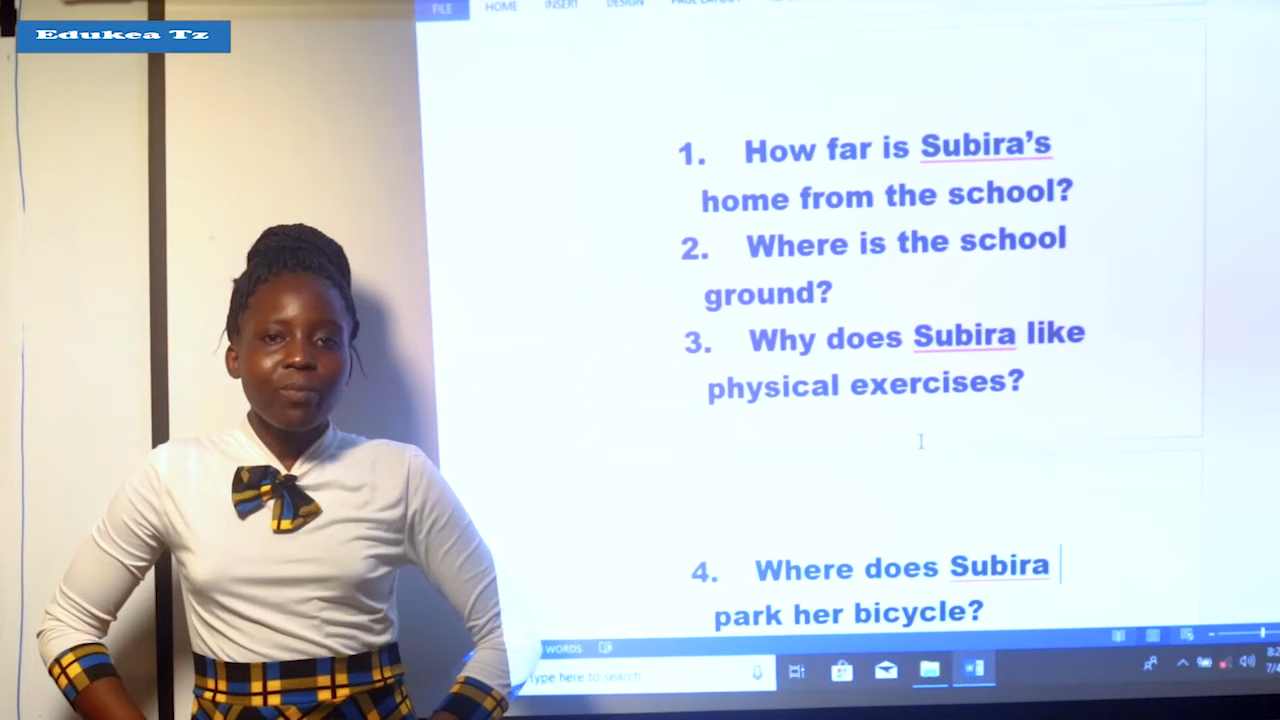 Edukea Tz
FILE HOME INSERT DESIGN PAGE LAYOUT
1. How far is Subira's
home from the school?
2. Where is the school
ground?
3. Why does Subira like
physical exercises?
4. Where does Subira
park her bicycle?
WORDS
Type here to search